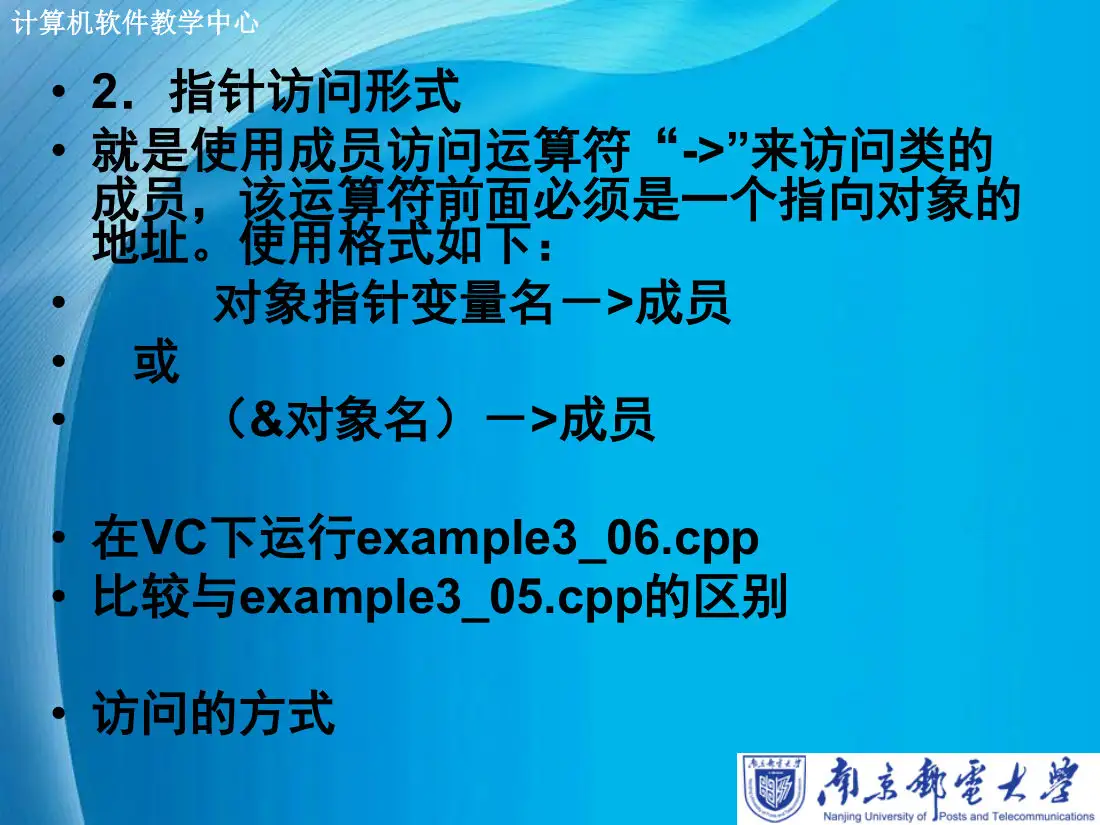 计算机软件教学中心
• 2．指针访问形式
• 就是使用成员访问运算符“->”来访问类的
成员，该运算符前面必须是一个指向对象的
地址。使用格式如下：
• 对象指针变量名－>成员
• 或
• （&对象名）－>成员
• 在VC下运行example3_06.cpp
• 比较与example3_05.cpp的区别
• 访问的方式
南京郵電大學
Nanjing University of Posts and Telecommunications